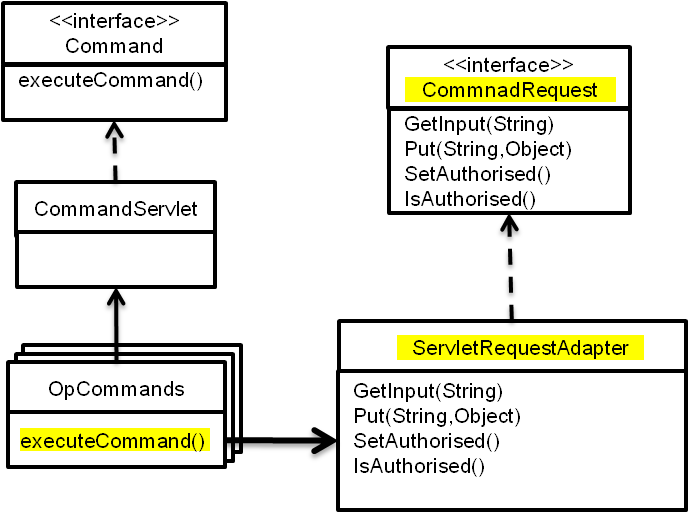 <<interface>>
Command
executeCommand()
CommandServlet
OpCommands
executeCommand()
<<interface>>
CommnadRequest
GetInput(String)
Put(String,Object)
SetAuthorised()
IsAuthorised()
ServletRequestAdapter
GetInput(String)
Put(String,Object)
SetAuthorised()
IsAuthorised()